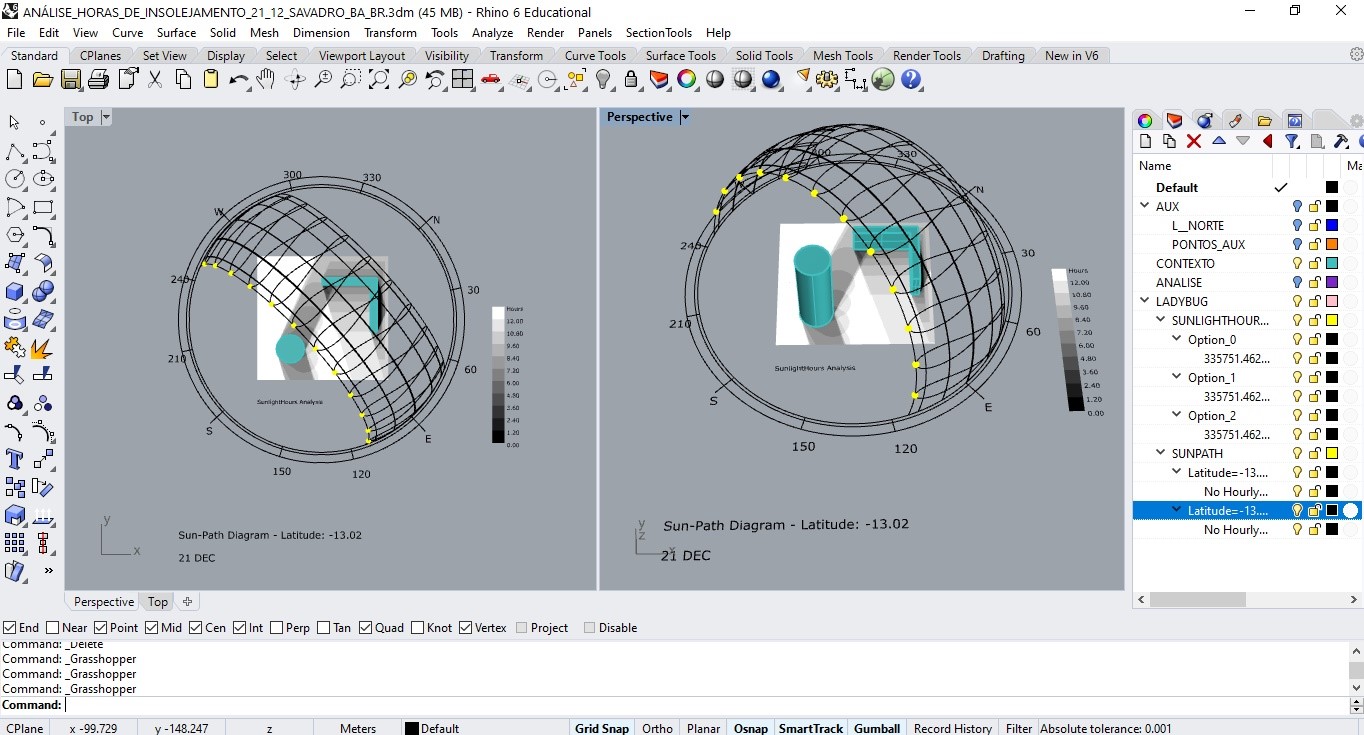 ANÁLISE_HORAS_DE_INSOLEJAMENTO_21_12_SAVADRO_BA_BR.3dm (45 MB) - Rhino 6 Educational
File Edit View Curve Surface Solid Mesh Dimension Transform Tools Analyze Render Panels SectionTools Help
Standard CPlanes Set View Display Select Viewport Layout Visibility Transform Curve Tools Surface Tools Solid Tools Mesh Tools Render Tools Drafting New in V6
Top
300
330
W
N
240
30
210
60
S
E
150
120
Hours
12.00
10.80
9.60
8.40
7.20
6.00
4.80
3.60
2.40
1.20
0.00
SunlightHours Analysis
Sun-Path Diagram - Latitude: -13.02
21 DEC
y
x
Perspective
300
330
N
240
30
210
60
S
E
150
120
Hours
12.00
10.80
9.60
8.40
7.20
6.00
4.80
3.60
2.40
1.20
0.00
SunlightHours Analysis
Sun-Path Diagram - Latitude: -13.02
21 DEC
y
z
x
Name
Ma
Default
AUX
L__NORTE
PONTOS_AUX
CONTEXTO
ANALISE
LADYBUG
SUNLIGHTHOUR...
Option_0
335751.462...
Option_1
335751.462...
Option_2
335751.462...
SUNPATH
Latitude=-13....
No Hourly...
Latitude=-13....
No Hourly...
Perspective Top
End Near Point Mid Cen Int Perp Tan Quad Knot Vertex Project Disable
Command: _Delete
Command: _Grasshopper
Command: _Grasshopper
Command: _Grasshopper
Command:
CPlane x -99.729 y -148.247 z Meters Default Grid Snap Ortho Planar Osnap SmartTrack Gumball Record History Filter Absolute tolerance: 0.001